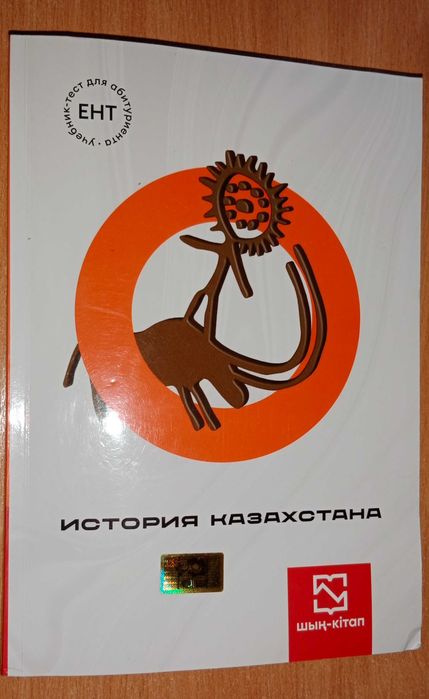 учебник-тест для абитуриента •
ЕНТ
ИСТОРИЯ КАЗАХСТАНА
шың-кітап